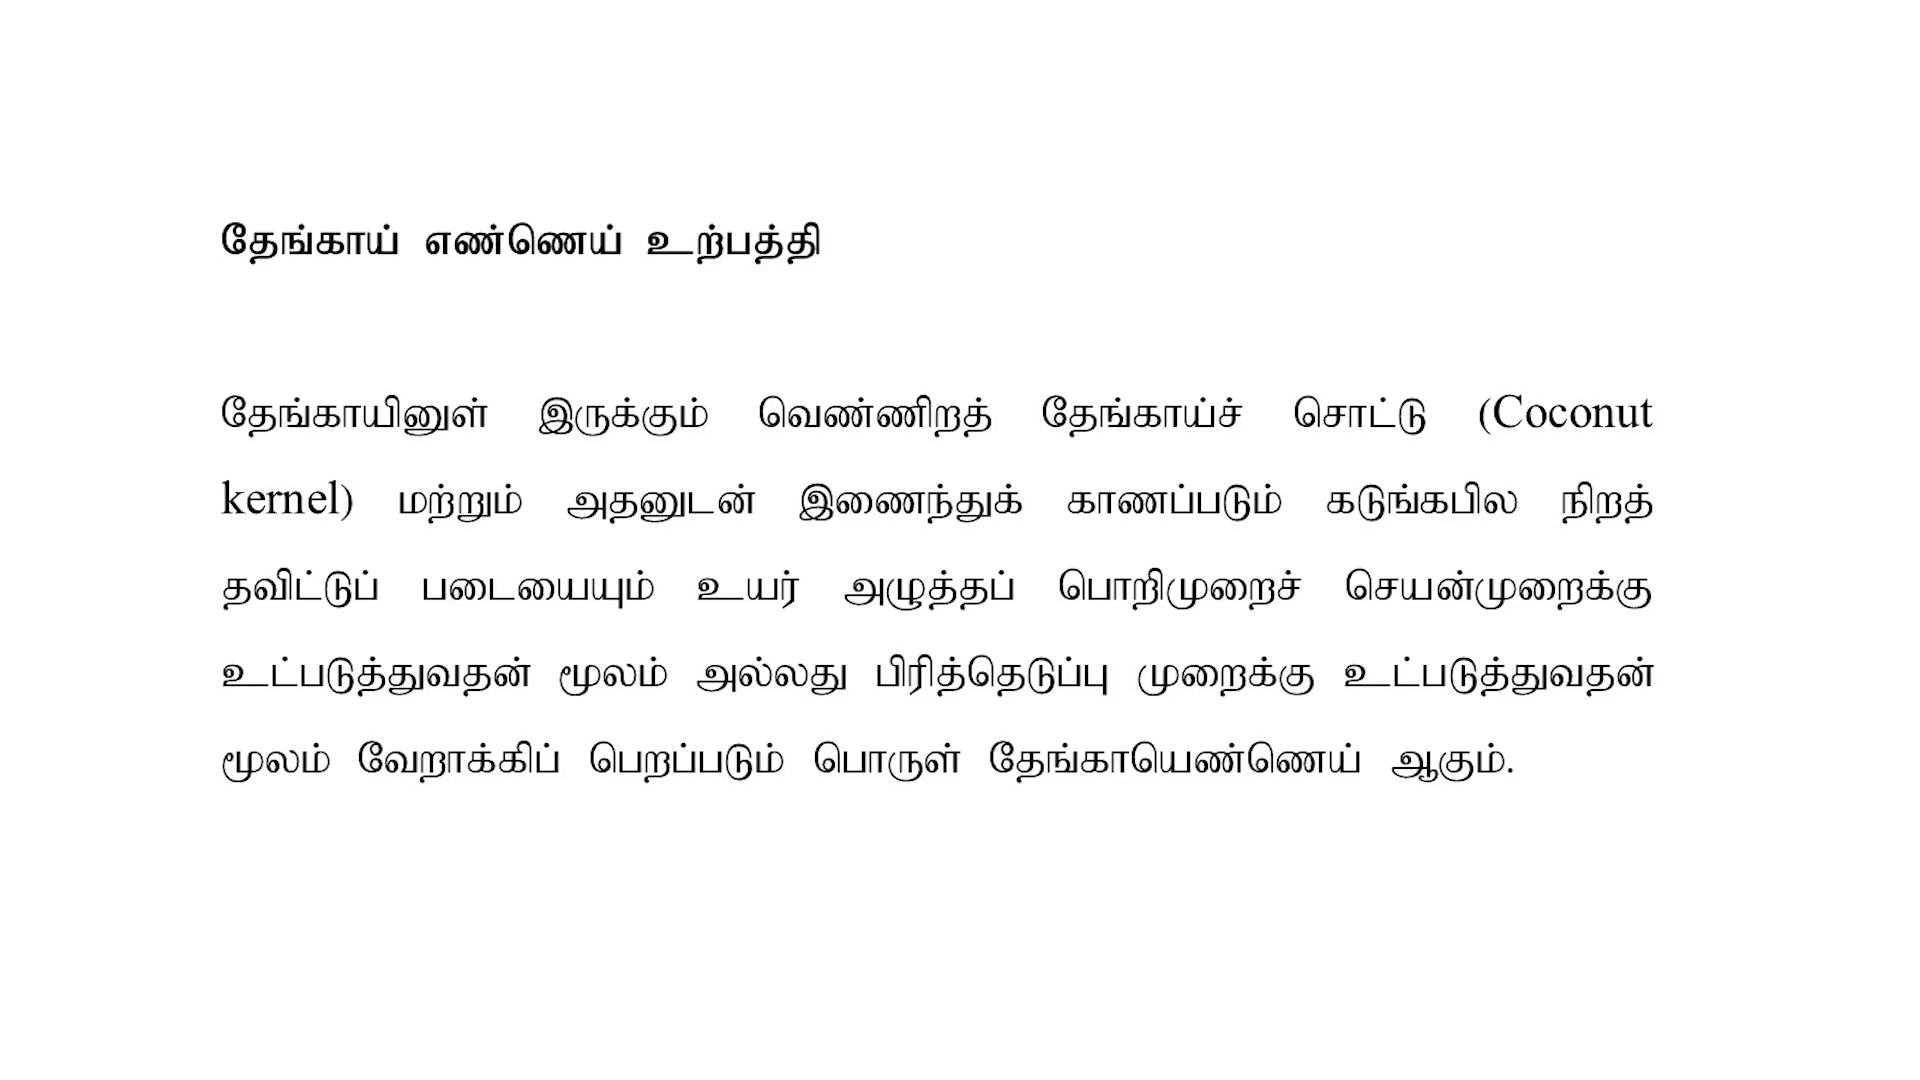 தேங்காய் எண்ணெய் உற்பத்தி
தேங்காயினுள் இருக்கும் வெண்ணிறத் தேங்காய்ச் சொட்டு (Coconut
kernel) மற்றும் அதனுடன் இணைந்துக் காணப்படும் கடுங்கபில நிறத்
தவிட்டுப் படையையும் உயர் அழுத்தப் பொறிமுறைச் செயன்முறைக்கு
உட்படுத்துவதன் மூலம் அல்லது பிரித்தெடுப்பு முறைக்கு உட்படுத்துவதன்
மூலம் வேறாக்கிப் பெறப்படும் பொருள் தேங்காயெண்ணெய் ஆகும்.